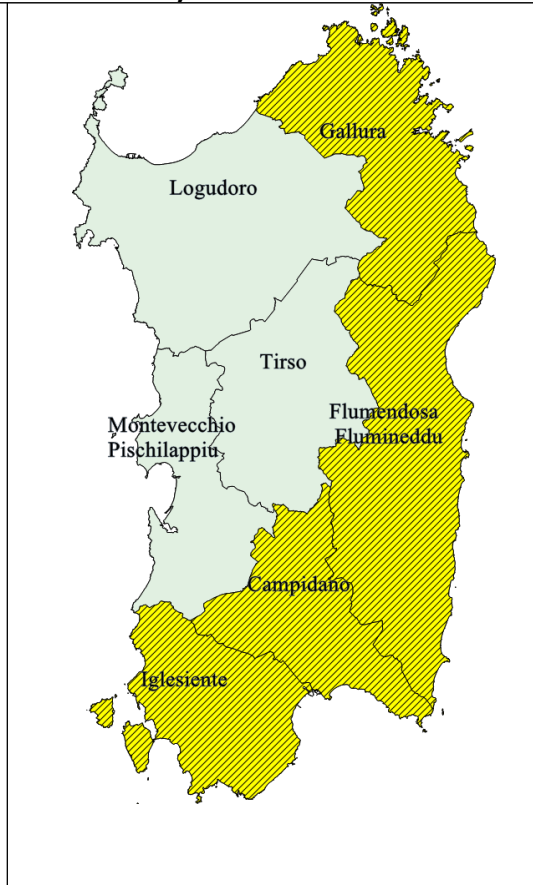 Gallura
Logudoro
Tirso
Flumendosa
Flumineddu
Montevecchio
Pischilappiu
Campidano
Iglesiente